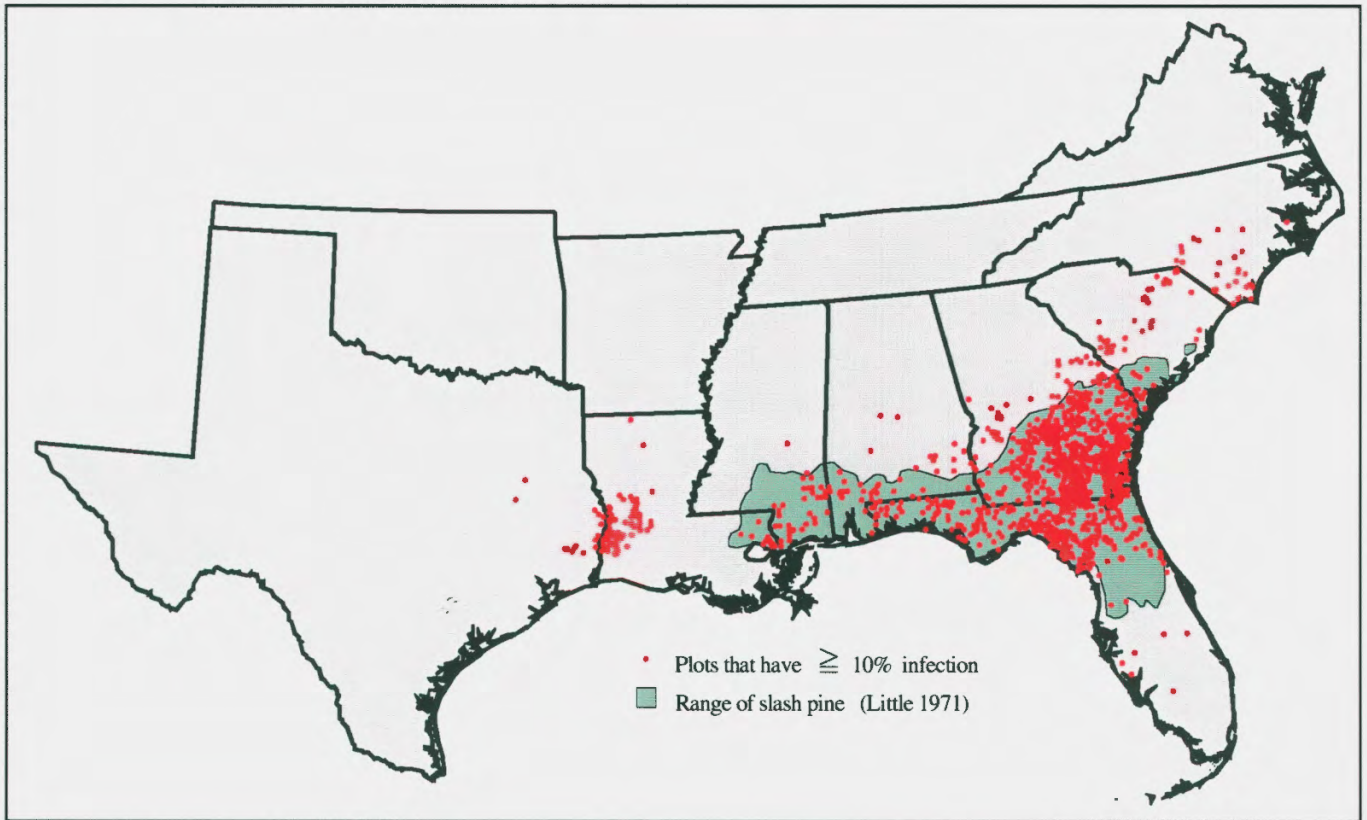 Plots that have ≧ 10% infection
Range of slash pine (Little 1971)